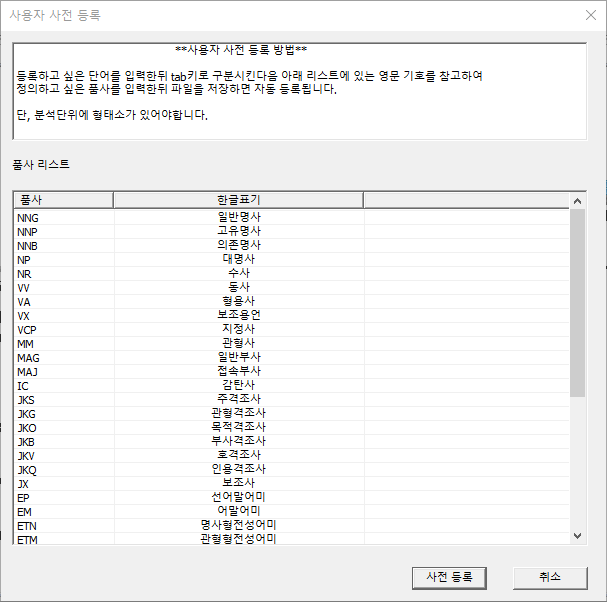 사용자 사전 등록
**사용자 사전 등록 방법**
등록하고 싶은 단어를 입력한뒤 tab키로 구분시킨다음 아래 리스트에 있는 영문 기호를 참고하여
정의하고 싶은 품사를 입력한뒤 파일을 저장하면 자동 등록됩니다.
단, 분석단위에 형태소가 있어야합니다.
품사 리스트
품사 한글표기
NNG 일반명사
NNP 고유명사
NNB 의존명사
NP 대명사
NR 수사
VV 동사
VA 형용사
VX 보조용언
VCP 지정사
MM 관형사
MAG 일반부사
MAJ 접속부사
IC 감탄사
JKS 주격조사
JKG 관형격조사
JKO 목적격조사
JKB 부사격조사
JKV 호격조사
JKQ 인용격조사
JX 보조사
EP 선어말어미
EM 어말어미
ETN 명사형전성어미
ETM 관형형전성어미
사전 등록 취소